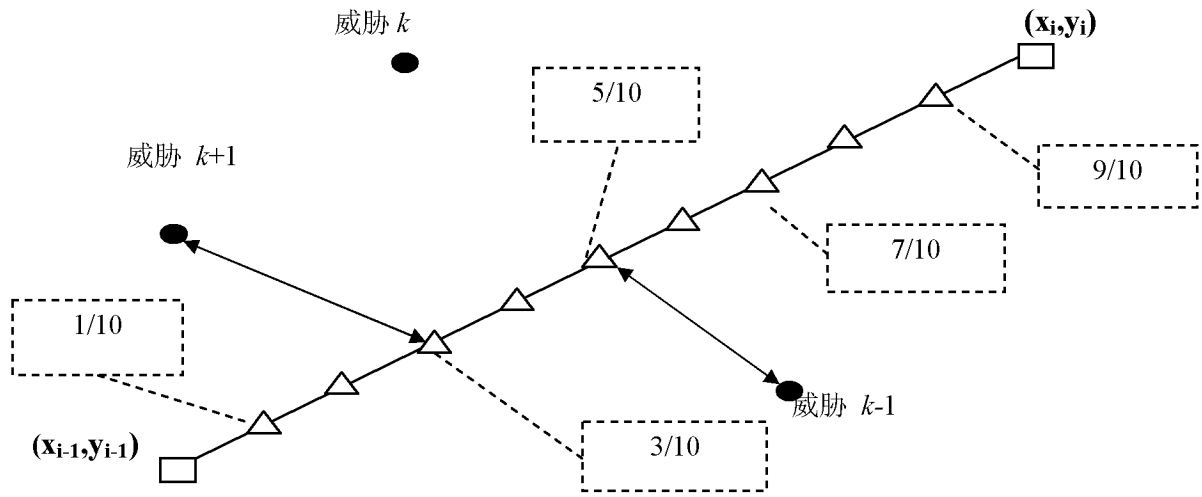 威胁 k
(xi,yi)
5/10
威胁 k+1
9/10
7/10
1/10
威胁 k-1
(xi-1,yi-1)
3/10